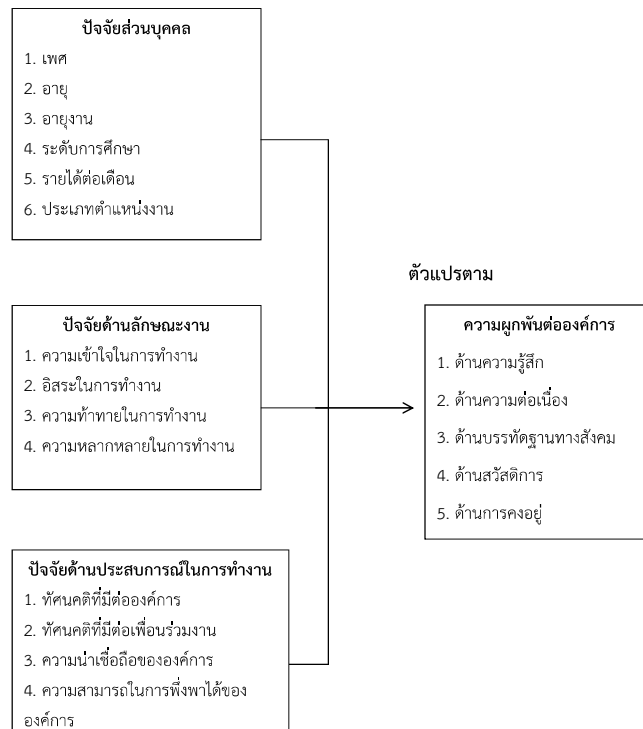 ปัจจัยส่วนบุคคล
1. เพศ
2. อายุ
3. อายุงาน
4. ระดับการศึกษา
5. รายได้ต่อเดือน
6. ประเภทตำแหน่งงาน
ปัจจัยด้านลักษณะงาน
1. ความเข้าใจในการทำงาน
2. อิสระในการทำงาน
3. ความท้าทายในการทำงาน
4. ความหลากหลายในการทำงาน
ปัจจัยด้านประสบการณ์ในการทำงาน
1. ทัศนคติที่มีต่อองค์การ
2. ทัศนคติที่มีต่อเพื่อนร่วมงาน
3. ความน่าเชื่อถือขององค์การ
4. ความสามารถในการพึ่งพาได้ของ
องค์การ
ตัวแปรตาม
ความผูกพันต่อองค์การ
1. ด้านความรู้สึก
2. ด้านความต่อเนื่อง
3. ด้านบรรทัดฐานทางสังคม
4. ด้านสวัสดิการ
5. ด้านการคงอยู่